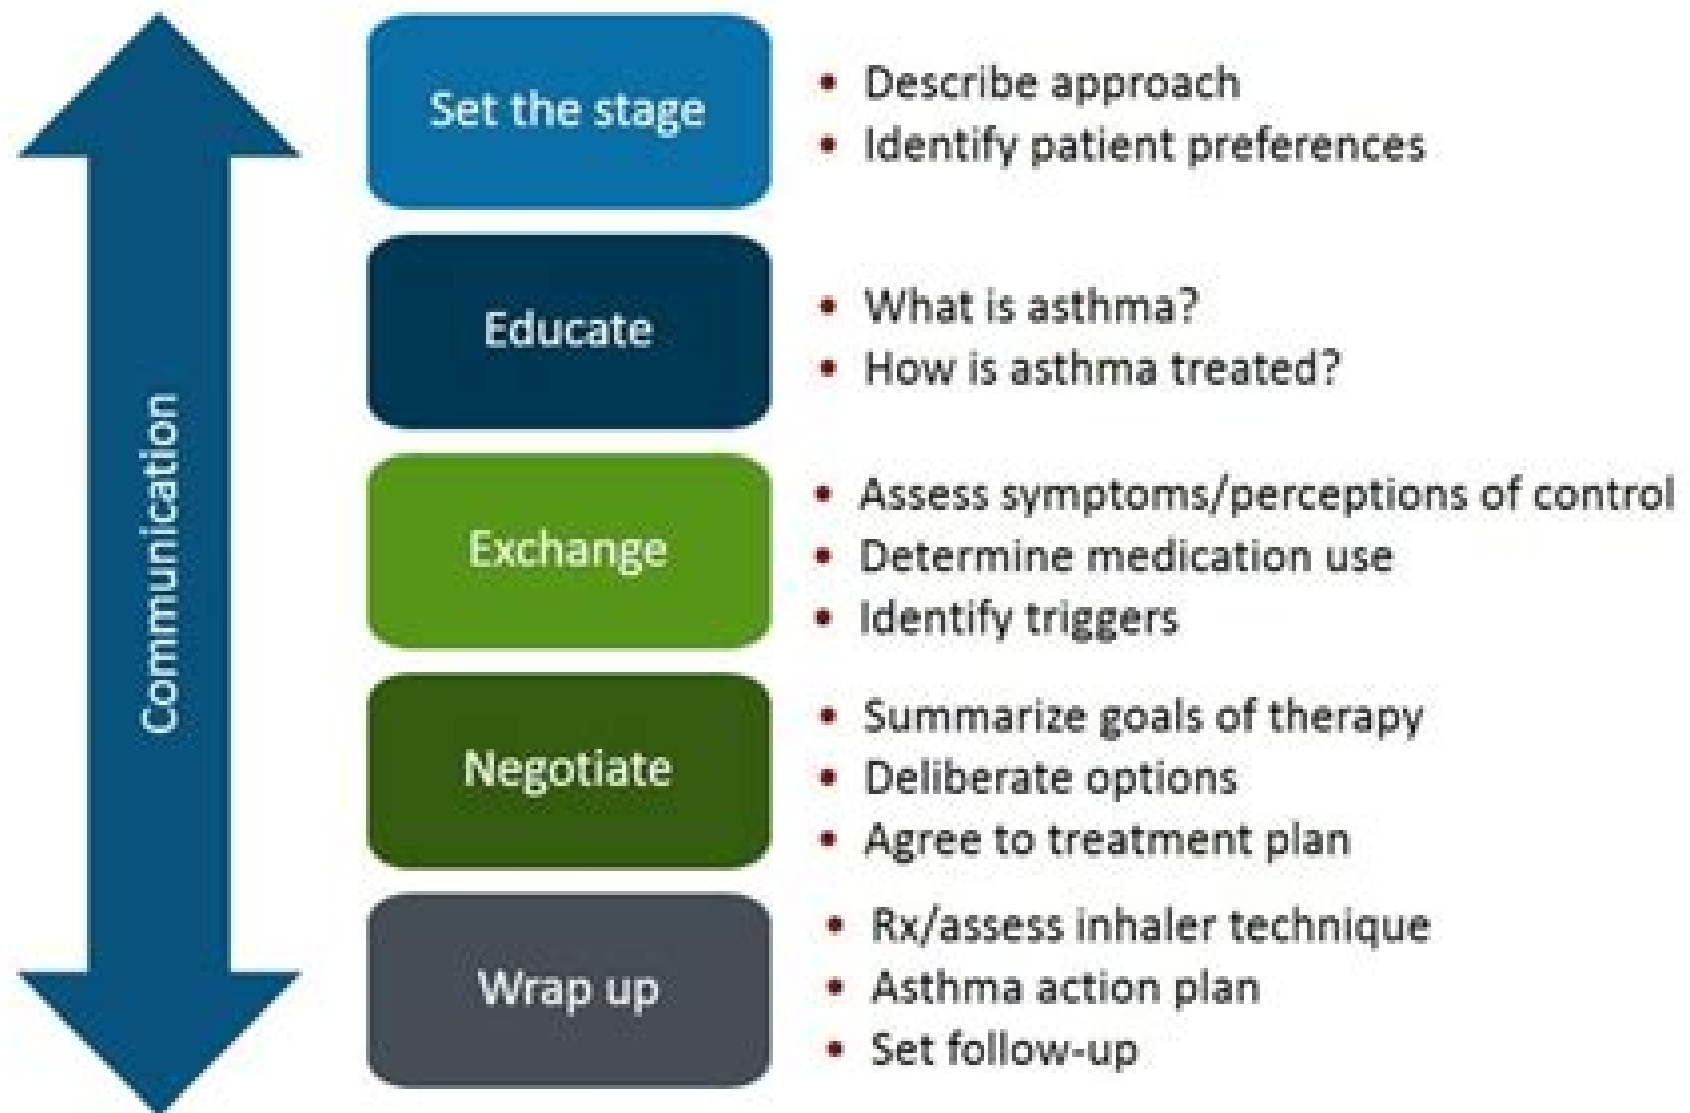 Communication
Set the stage
• Describe approach
• Identify patient preferences
Educate
• What is asthma?
• How is asthma treated?
Exchange
• Assess symptoms/perceptions of control
• Determine medication use
• Identify triggers
Negotiate
• Summarize goals of therapy
• Deliberate options
• Agree to treatment plan
Wrap up
• Rx/assess inhaler technique
• Asthma action plan
• Set follow-up